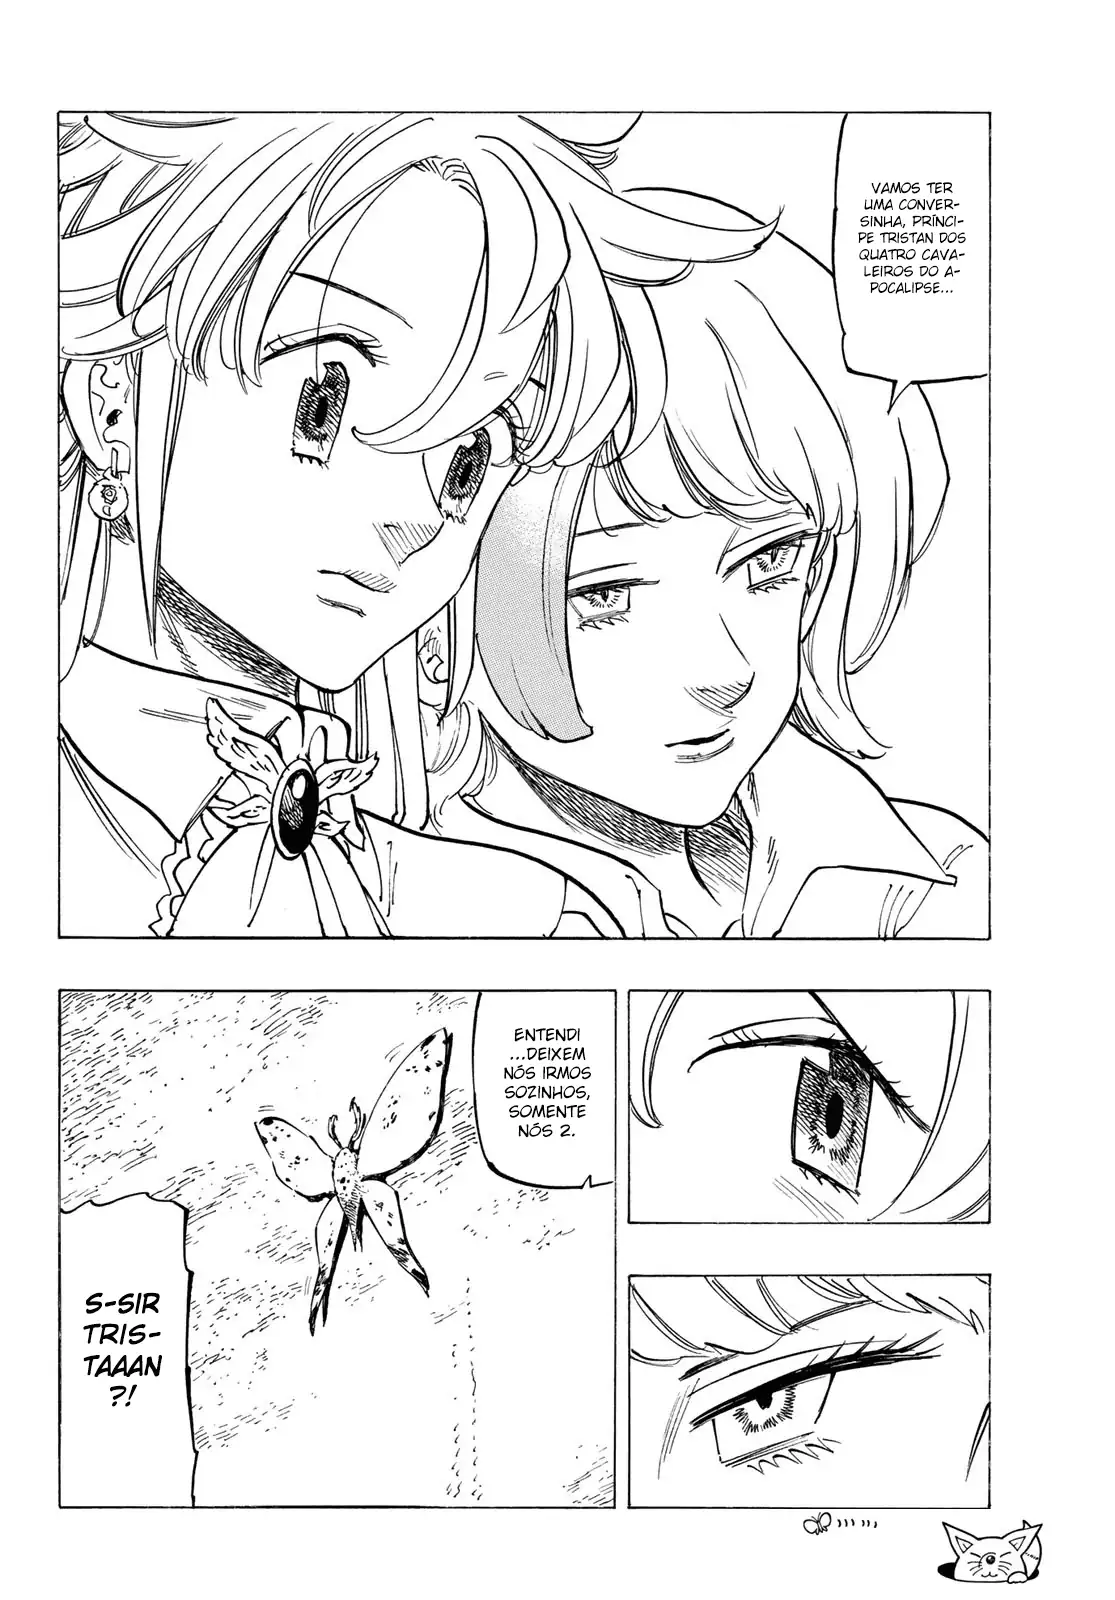 VAMOS TER
UMA CONVER-
SINHA, PRÍNCI-
PE TRISTAN DOS
QUATRO CAVA-
LEIROS DO A-
POCALIPSE...
ENTENDI
...DEIXEM
NÓS IRMOS
SOZINHOS,
SOMENTE
NÓS 2.
S-SIR
TRIS-
TAAAN
?!